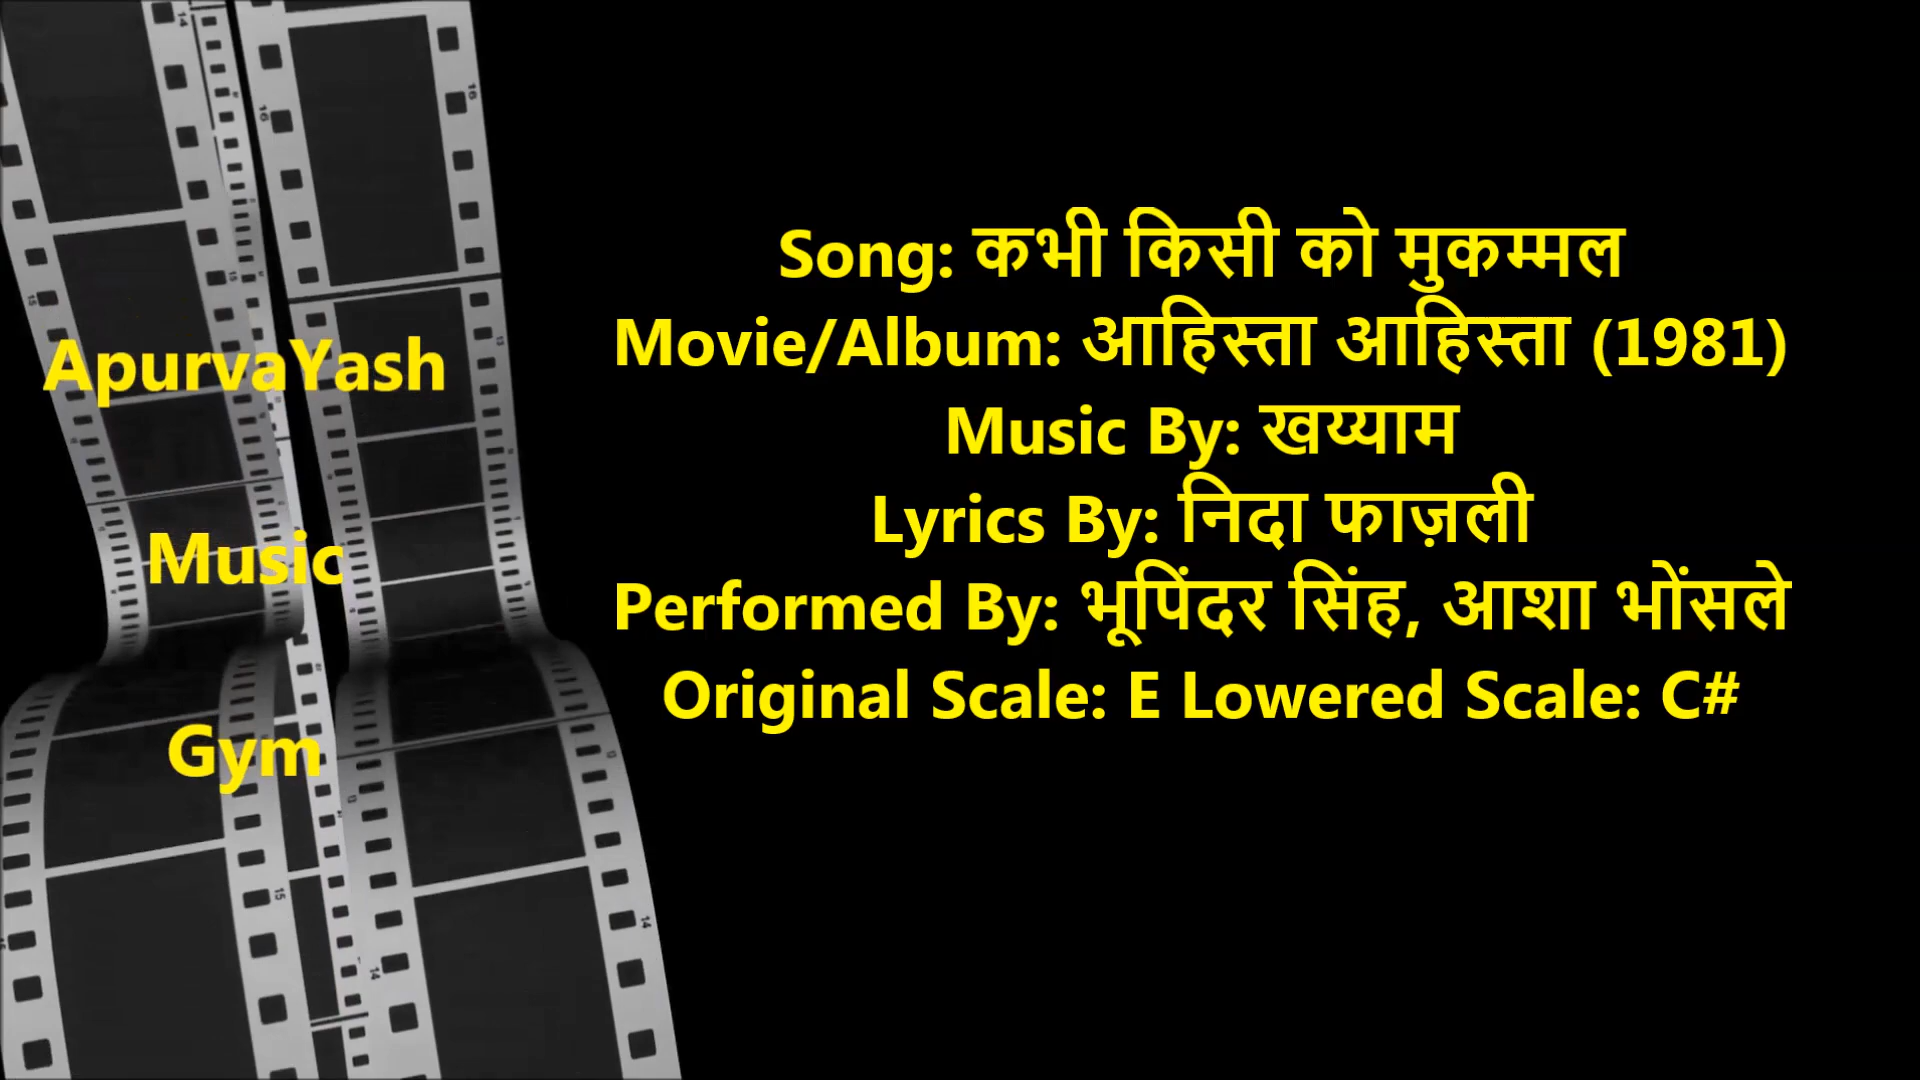 ApurvaYash
Music
Gym
Song: कभी किसी को मुकम्मल
Movie/Album: आहिस्ता आहिस्ता (1981)
Music By: खय्याम
Lyrics By: निदा फाज़ली
Performed By: भूपिंदर सिंह, आशा भोंसले
Original Scale: E Lowered Scale: C#